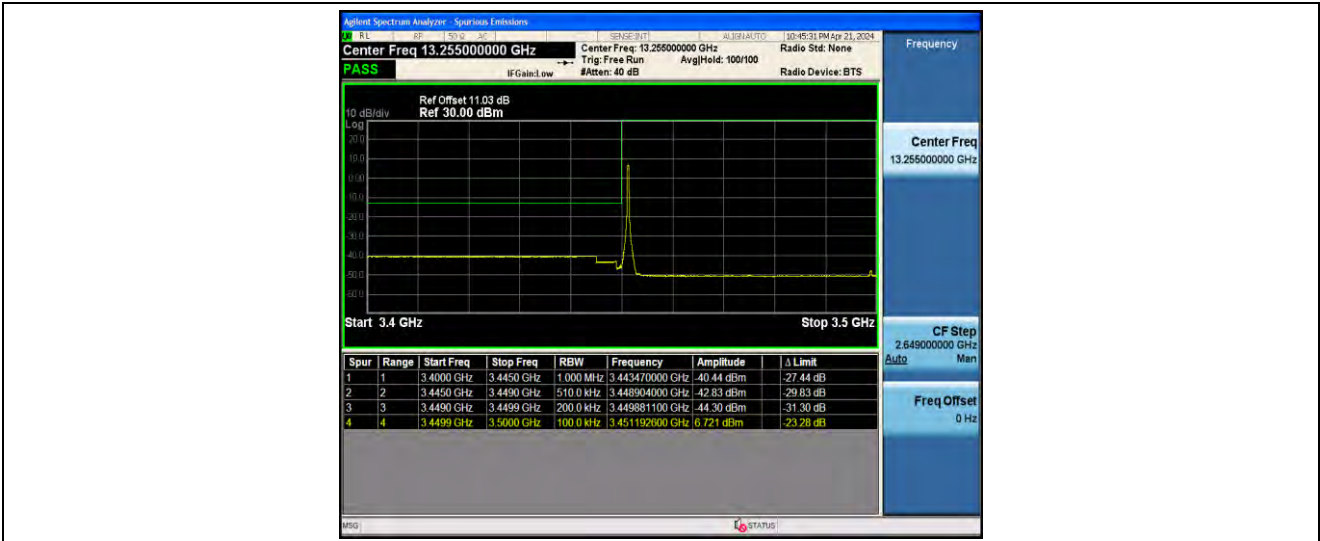 Agilent Spectrum Analyzer - Spurious Emissions
RL RF 50 Ω AC SENSE:INT ALIGNAUTO 10:45:31 PM Apr 21, 2024
Center Freq 13.255000000 GHz Center Freq: 13.255000000 GHz Radio Std: None Frequency
Trig: Free Run Avg|Hold: 100/100
PASS IFGain:Low #Atten: 40 dB Radio Device: BTS
Ref Offset 11.03 dB
10 dB/div Ref 30.00 dBm
Log
20.0
10.0
0.00
-10.0
-20.0
-30.0
-40.0
-50.0
-60.0
Center Freq
13.255000000 GHz
Start 3.4 GHz Stop 3.5 GHz
CF Step
2.649000000 GHz
Auto Man
Spur Range Start Freq Stop Freq RBW Frequency Amplitude Δ Limit
1 1 3.4000 GHz 3.4450 GHz 1.000 MHz 3.443470000 GHz -40.44 dBm -27.44 dB
2 2 3.4450 GHz 3.4490 GHz 510.0 kHz 3.448904000 GHz -42.83 dBm -29.83 dB
3 3 3.4490 GHz 3.4499 GHz 200.0 kHz 3.449881100 GHz -44.30 dBm -31.30 dB
4 4 3.4499 GHz 3.5000 GHz 100.0 kHz 3.451192600 GHz 6.721 dBm -23.28 dB
Freq Offset
0 Hz
MSG STATUS